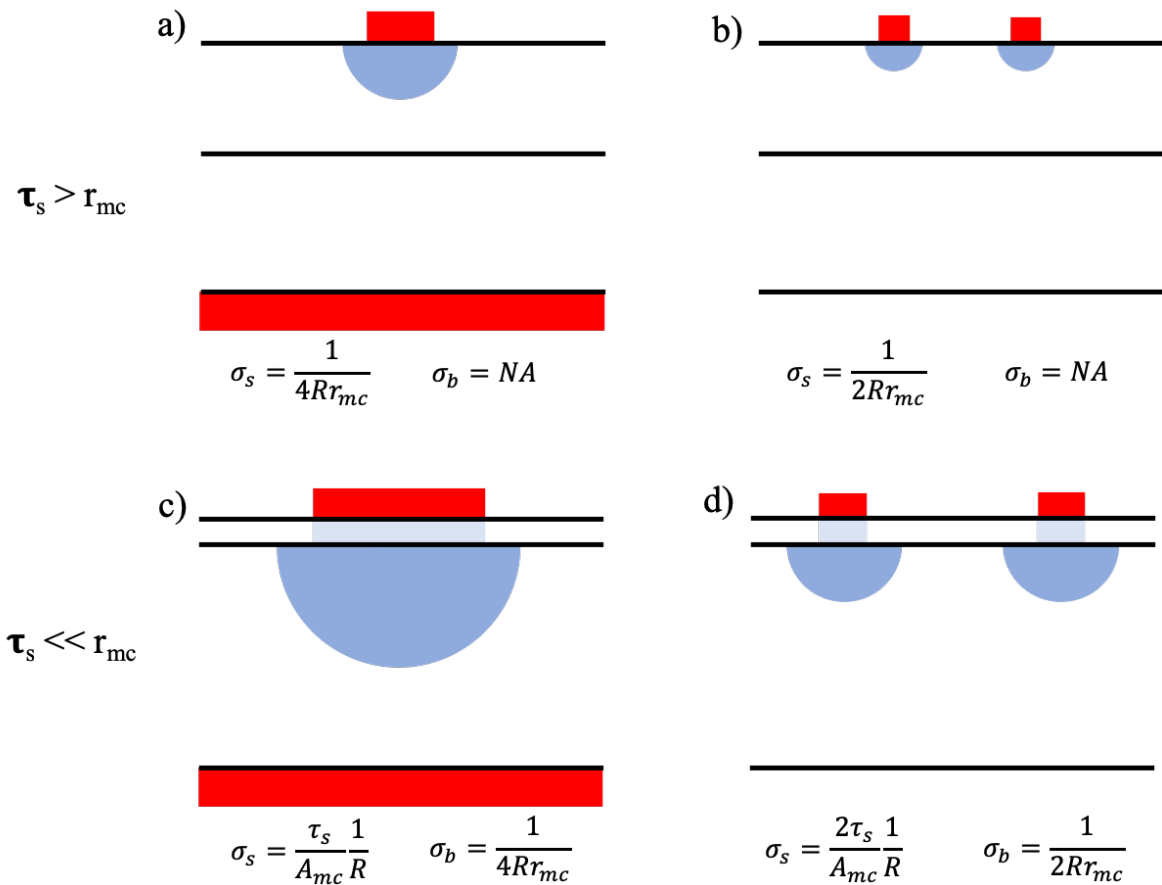 a)
b)
𝛕s > rmc
σs = 1/(4Rrmc) σb = NA
σs = 1/(2Rrmc) σb = NA
c)
d)
𝛕s << rmc
σs = (τs/Amc)(1/R) σb = 1/(4Rrmc)
σs = (2τs/Amc)(1/R) σb = 1/(2Rrmc)